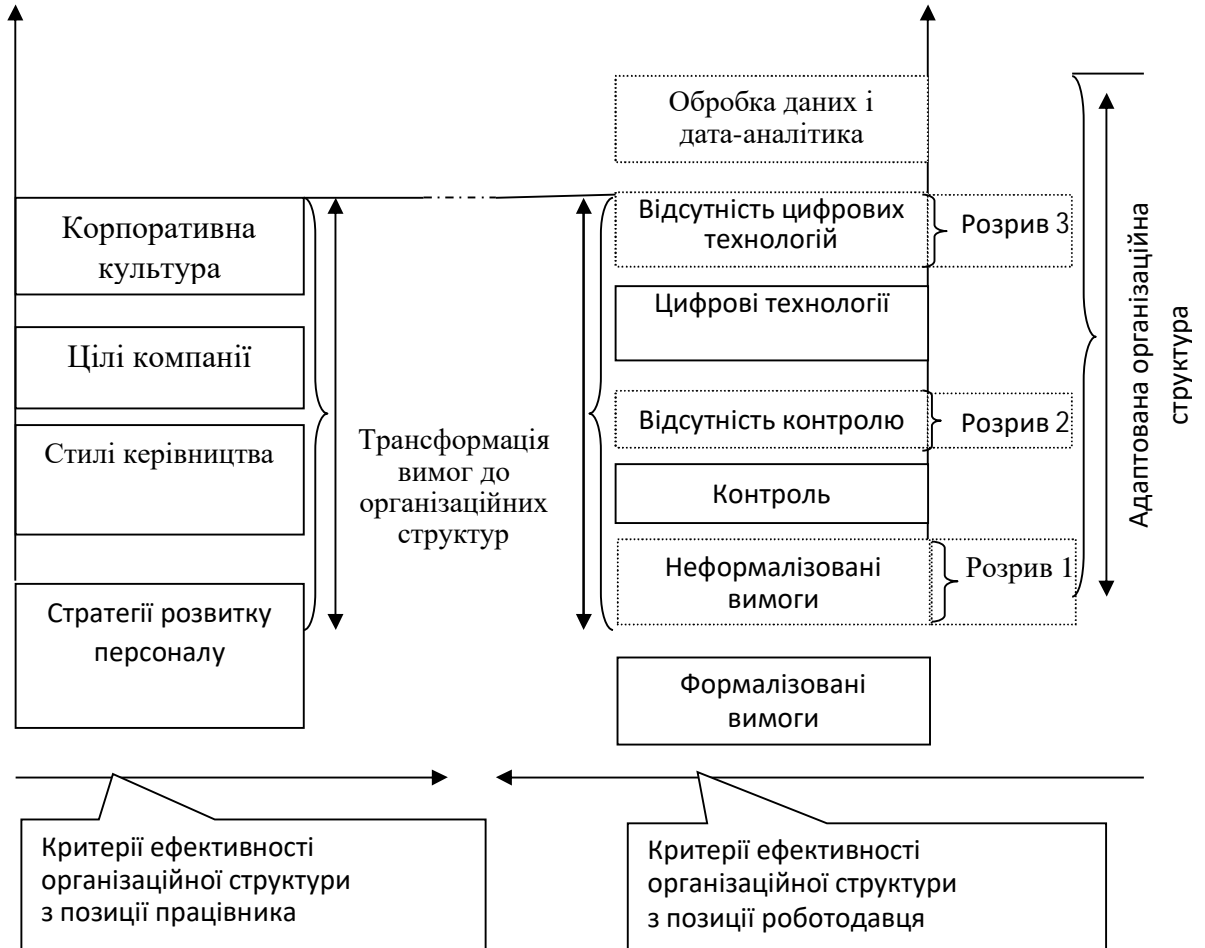 Корпоративна
культура
Цілі компанії
Стилі керівництва
Стратегії розвитку
персоналу
Трансформація
вимог до
організаційних
структур
Обробка даних і
дата-аналітика
Відсутність цифрових
технологій
Розрив 3
Цифрові технології
Відсутність контролю
Розрив 2
Контроль
Неформалізовані
вимоги
Розрив 1
Формалізовані
вимоги
Адаптована організаційна
структура
Критерії ефективності
організаційної структури
з позиції працівника
Критерії ефективності
організаційної структури
з позиції роботодавця